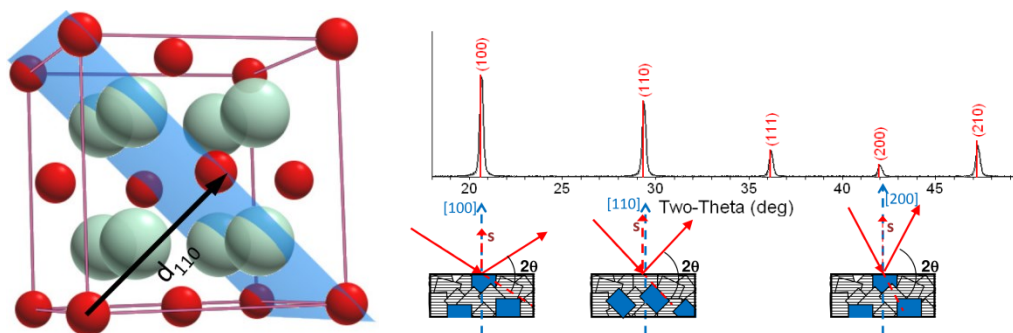 d110
(100)
(110)
(111)
(200)
(210)
20
25
30
35
40
45
Two-Theta (deg)
[100]
[110]
[200]
s
s
s
2θ
2θ
2θ